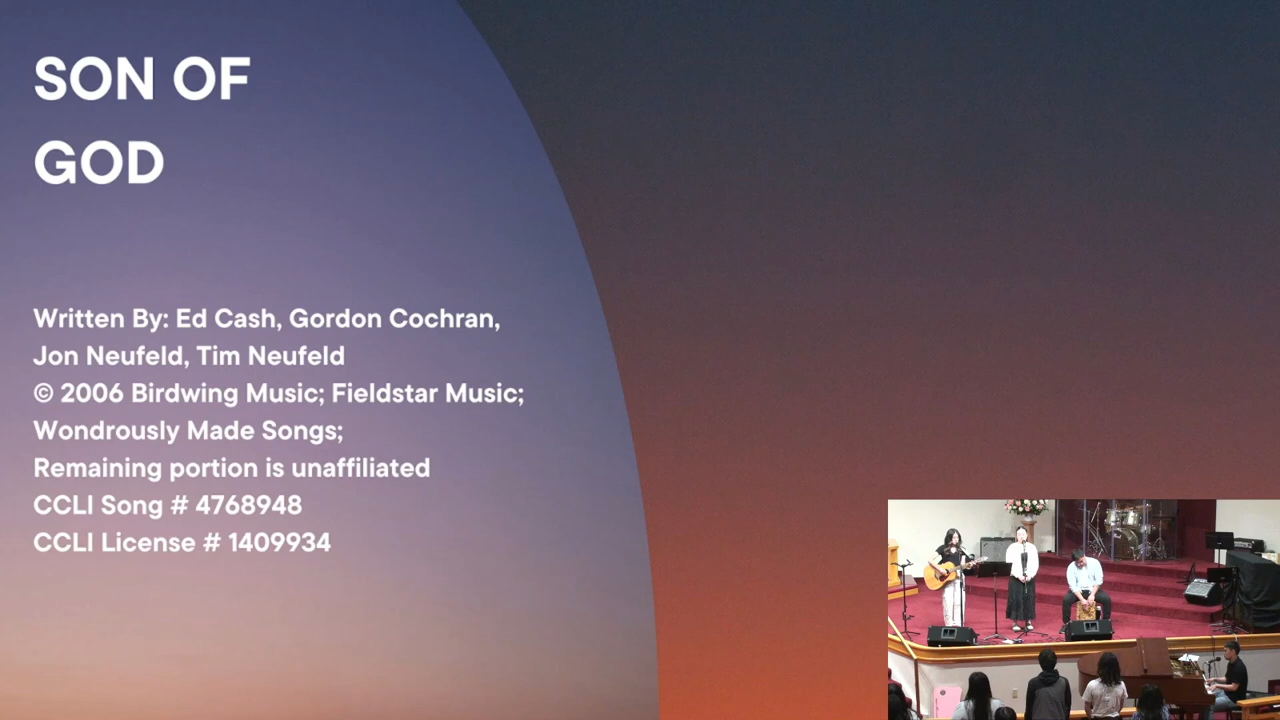 SON OF
GOD
Written By: Ed Cash, Gordon Cochran,
Jon Neufeld, Tim Neufeld
© 2006 Birdwing Music; Fieldstar Music;
Wondrously Made Songs;
Remaining portion is unaffiliated
CCLI Song # 4768948
CCLI License # 1409934